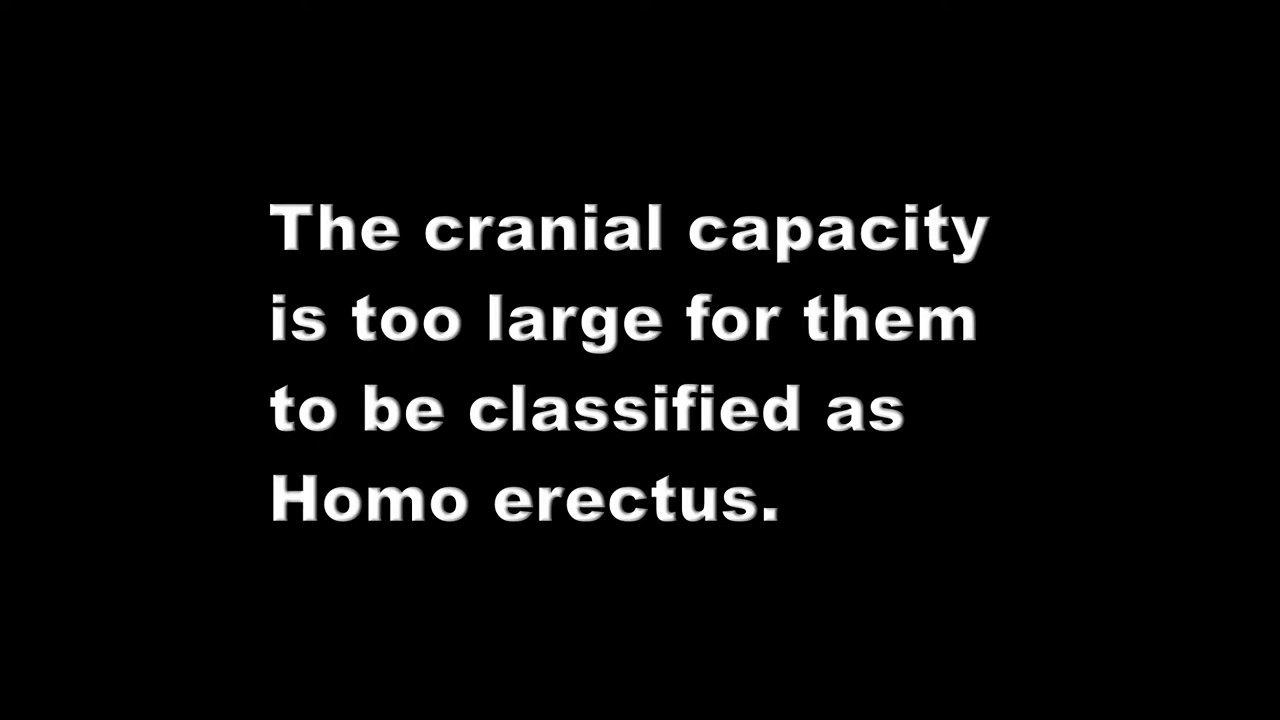 The cranial capacity
is too large for them
to be classified as
Homo erectus.